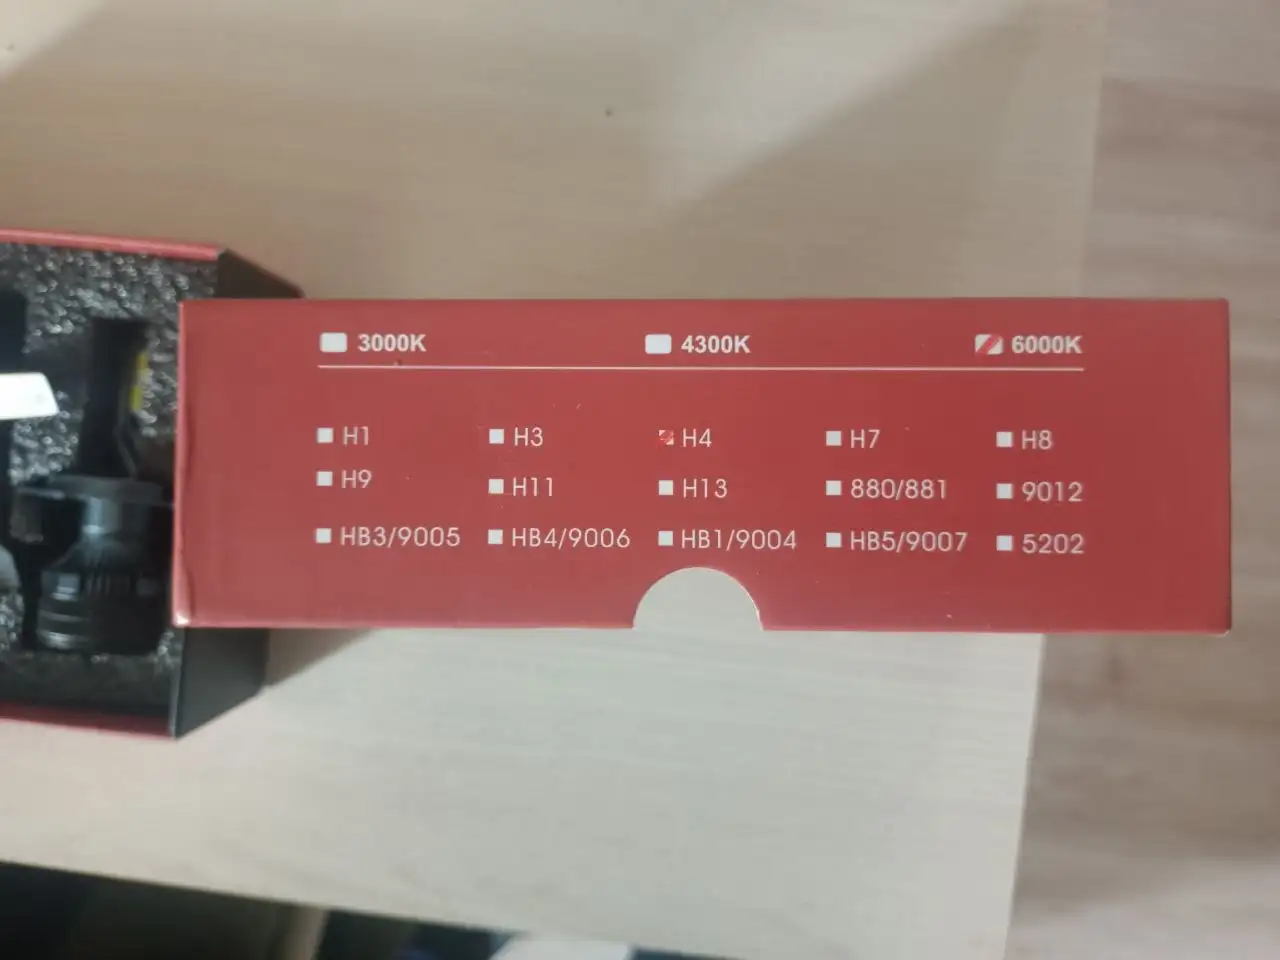 3000K 4300K 6000K
H1 H3 H4 H7 H8
H9 H11 H13 880/881 9012
HB3/9005 HB4/9006 HB1/9004 HB5/9007 5202